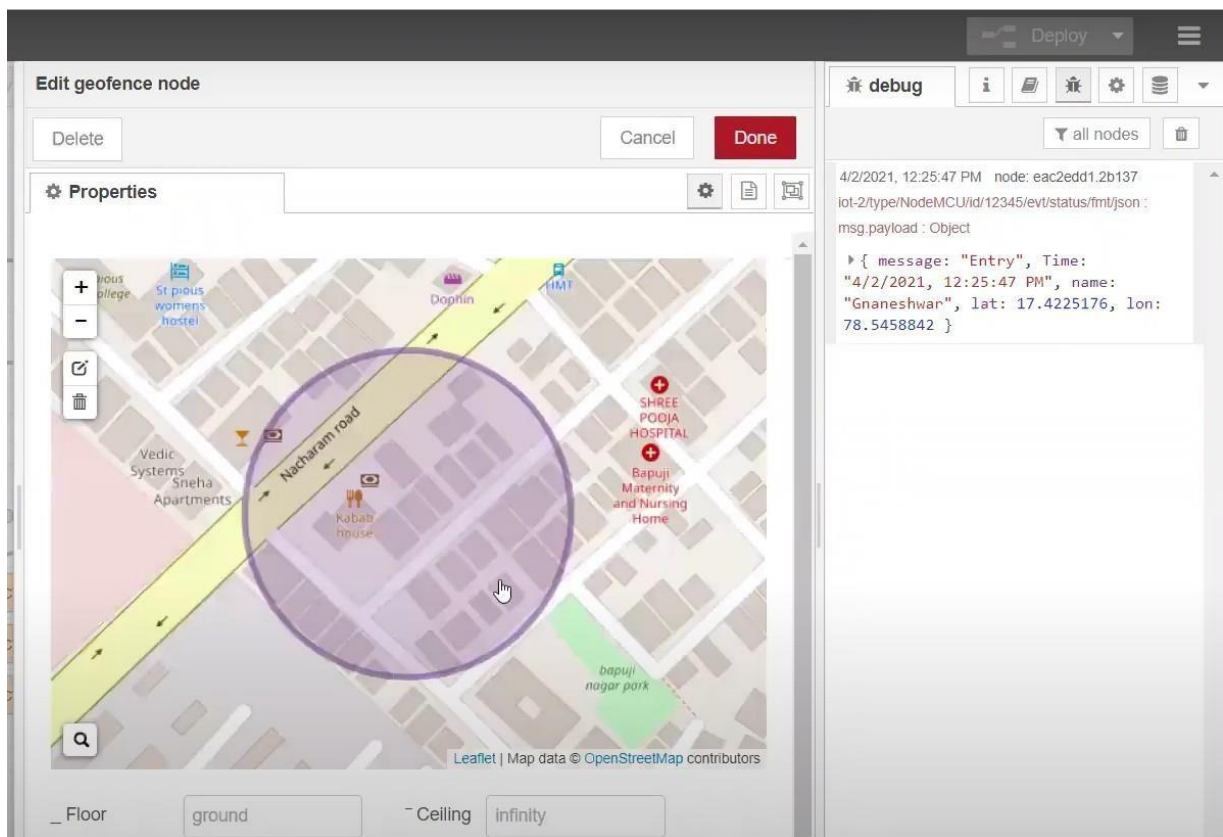 Deploy
Edit geofence node
Delete
Cancel
Done
Properties
+
−
St pious
womens
hostel
Dophin
HMT
Nacharam road
Vedic
Systems
Sneha
Apartments
Kabab
house
SHREE
POOJA
HOSPITAL
Bapuji
Maternity
and Nursing
Home
bapuji
nagar park
Leaflet | Map data © OpenStreetMap contributors
_ Floor
ground
¯ Ceiling
infinity
debug
i
all nodes
4/2/2021, 12:25:47 PM node: eac2edd1.2b137
iot-2/type/NodeMCU/id/12345/evt/status/fmt/json :
msg.payload : Object
{ message: "Entry", Time:
"4/2/2021, 12:25:47 PM", name:
"Gnaneshwar", lat: 17.4225176, lon:
78.5458842 }